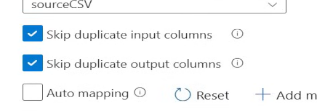 sourceCSV
Skip duplicate input columns
Skip duplicate output columns
Auto mapping Reset + Add m